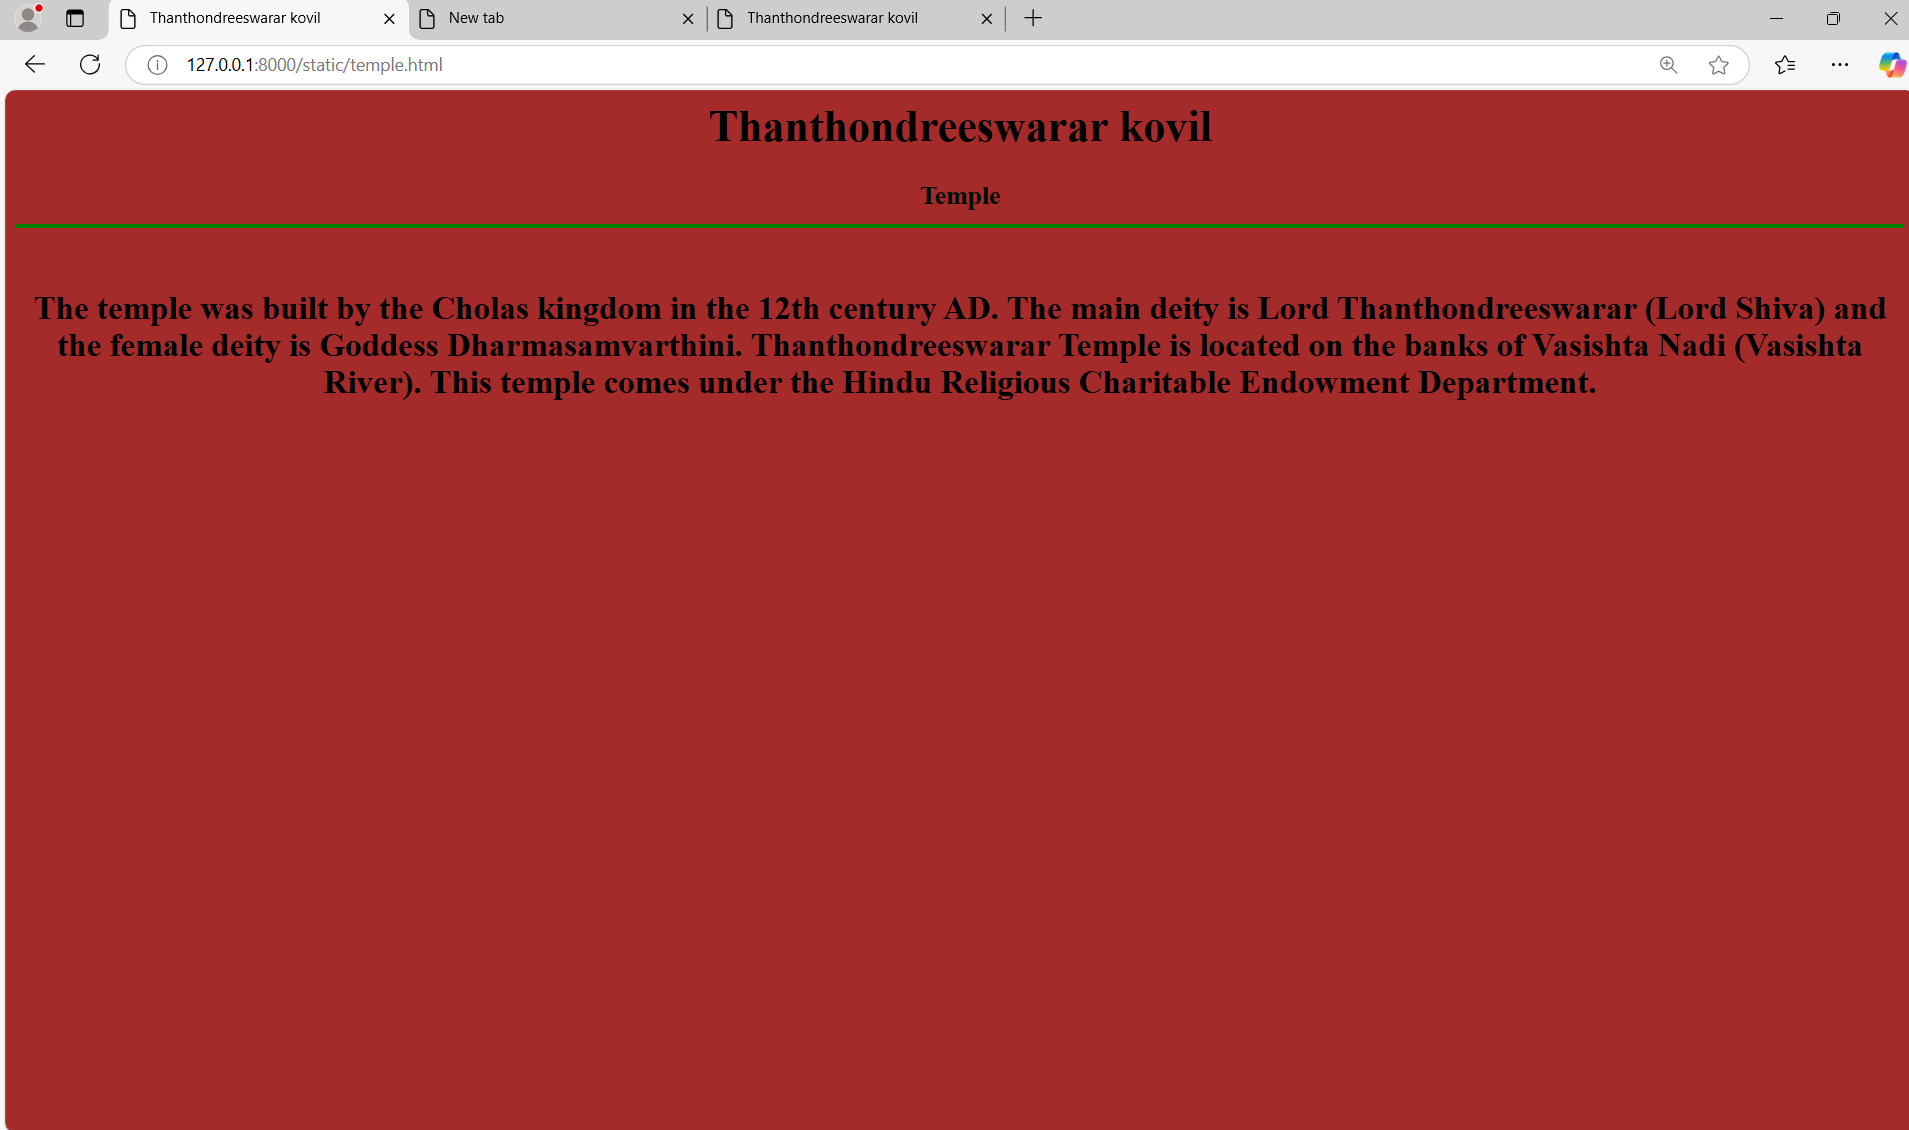 Thanthondreeswarar kovil
New tab
Thanthondreeswarar kovil
127.0.0.1:8000/static/temple.html
Thanthondreeswarar kovil
Temple
The temple was built by the Cholas kingdom in the 12th century AD. The main deity is Lord Thanthondreeswarar (Lord Shiva) and
the female deity is Goddess Dharmasamvarthini. Thanthondreeswarar Temple is located on the banks of Vasishta Nadi (Vasishta
River). This temple comes under the Hindu Religious Charitable Endowment Department.